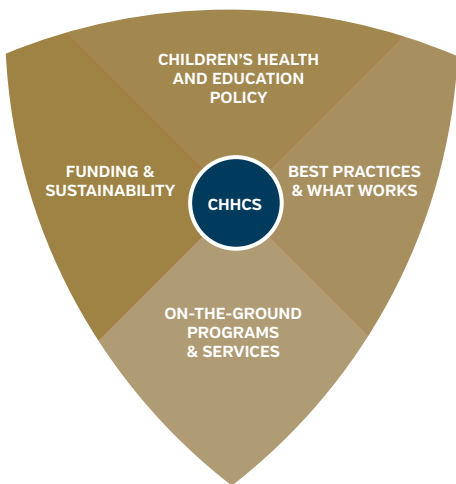 CHILDREN'S HEALTH
AND EDUCATION
POLICY
FUNDING &
SUSTAINABILITY
CHHCS
BEST PRACTICES
& WHAT WORKS
ON-THE-GROUND
PROGRAMS
& SERVICES